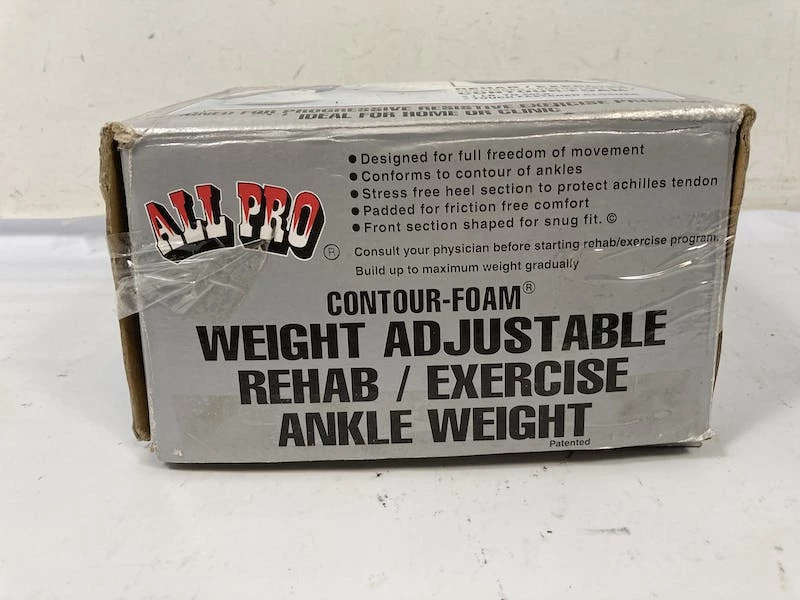 PROGRESSIVE RESISTIVE EXERCISE
IDEAL FOR HOME OR CLINIC
ALL PRO ®
● Designed for full freedom of movement
● Conforms to contour of ankles
● Stress free heel section to protect achilles tendon
● Padded for friction free comfort
● Front section shaped for snug fit. ©
Consult your physician before starting rehab/exercise program.
Build up to maximum weight gradually
CONTOUR-FOAM®
WEIGHT ADJUSTABLE
REHAB / EXERCISE
ANKLE WEIGHT
Patented